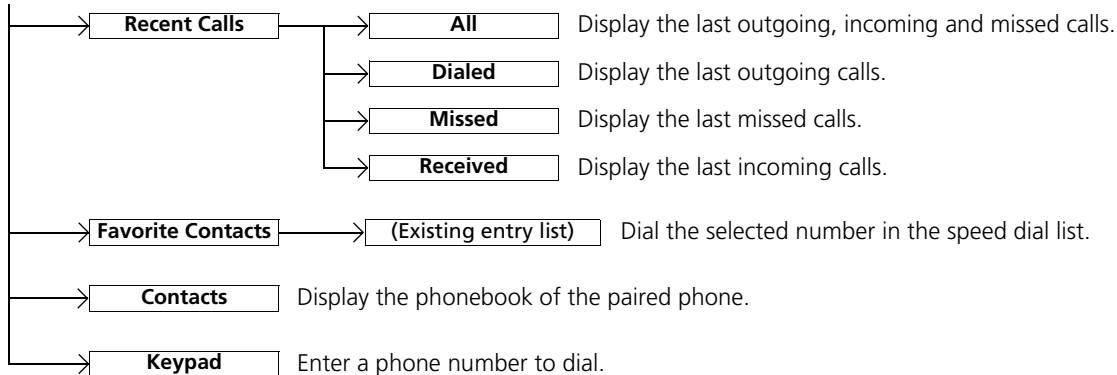 Recent Calls All Display the last outgoing, incoming and missed calls.
Dialed Display the last outgoing calls.
Missed Display the last missed calls.
Received Display the last incoming calls.
Favorite Contacts (Existing entry list) Dial the selected number in the speed dial list.
Contacts Display the phonebook of the paired phone.
Keypad Enter a phone number to dial.